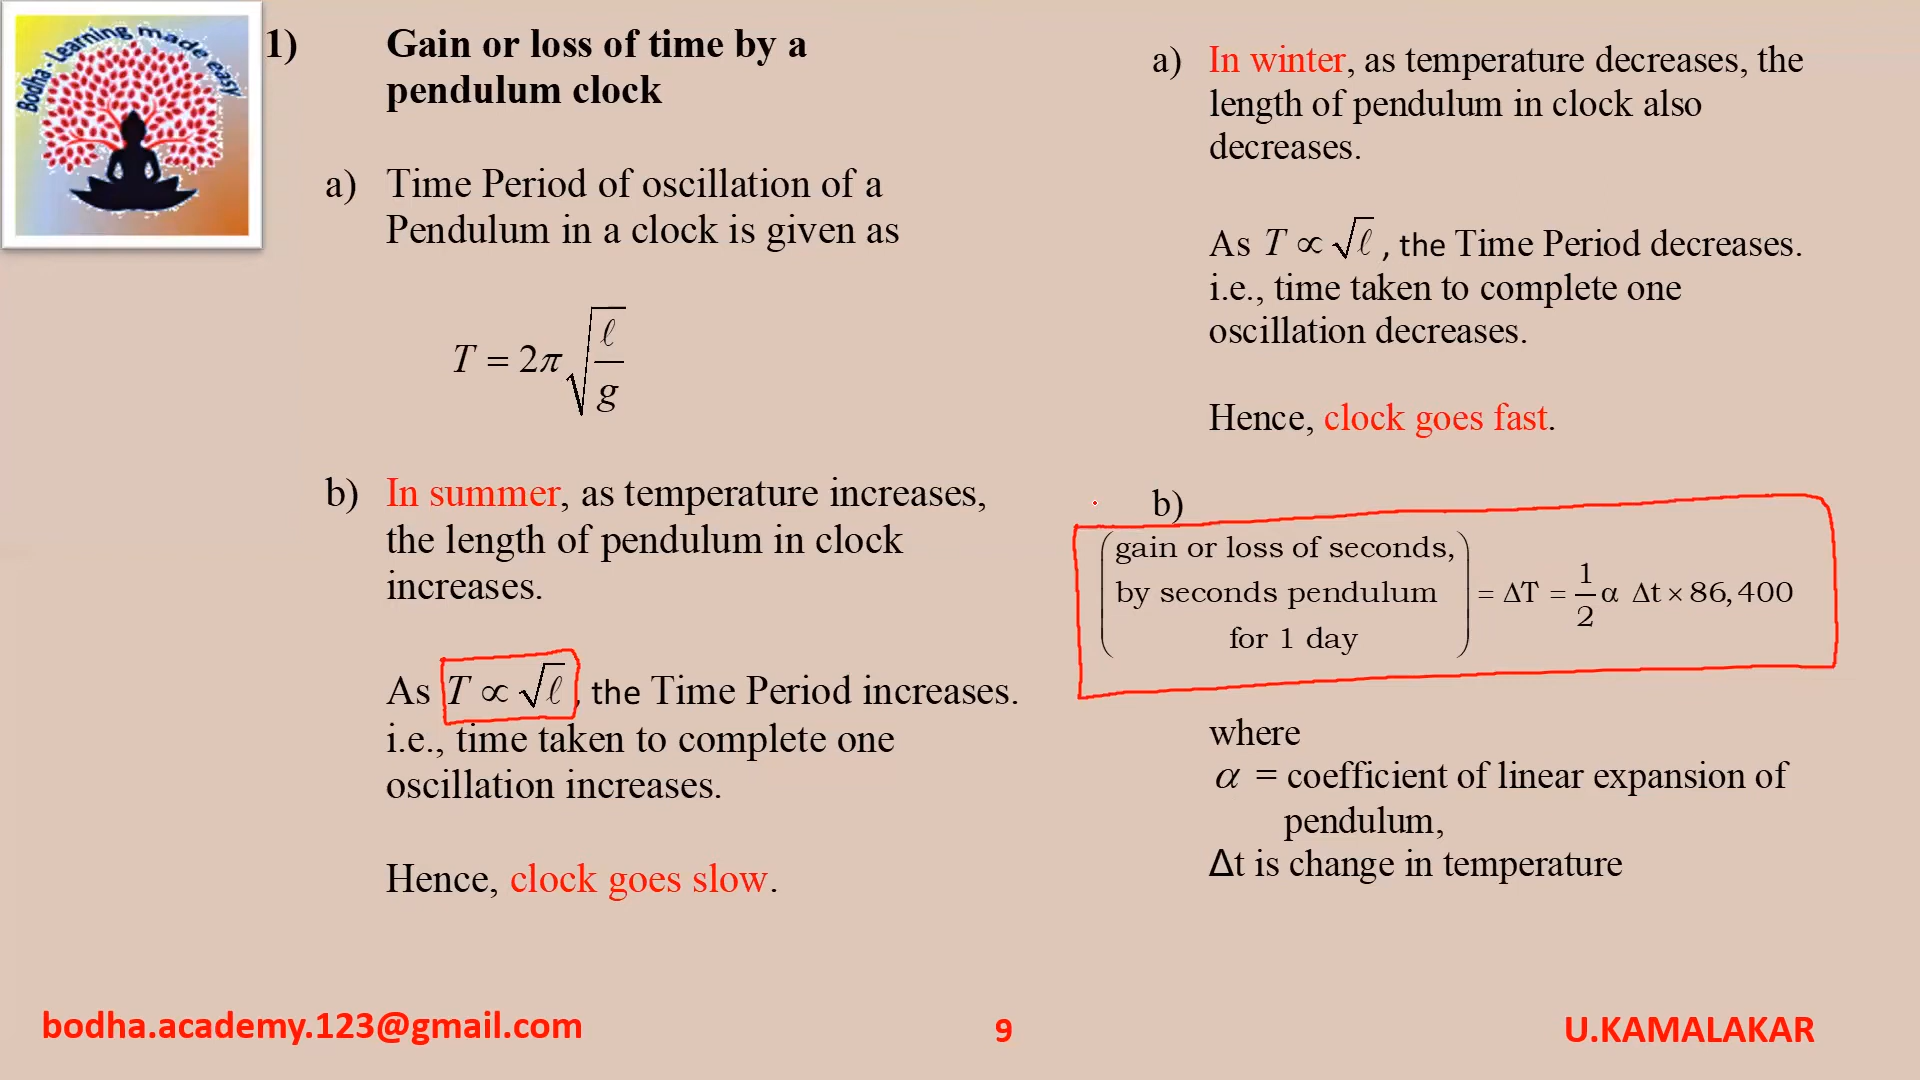 Bodha - Learning made easy
1) Gain or loss of time by a
pendulum clock
a) Time Period of oscillation of a
Pendulum in a clock is given as
T = 2π√(ℓ/g)
b) In summer, as temperature increases,
the length of pendulum in clock
increases.
As T ∝ √ℓ, the Time Period increases.
i.e., time taken to complete one
oscillation increases.
Hence, clock goes slow.
a) In winter, as temperature decreases, the
length of pendulum in clock also
decreases.
As T ∝ √ℓ, the Time Period decreases.
i.e., time taken to complete one
oscillation decreases.
Hence, clock goes fast.
b)
(gain or loss of seconds,
by seconds pendulum
for 1 day) = ΔT = 1/2 α Δt × 86,400
where
α = coefficient of linear expansion of
pendulum,
Δt is change in temperature
bodha.academy.123@gmail.com
9
U.KAMALAKAR